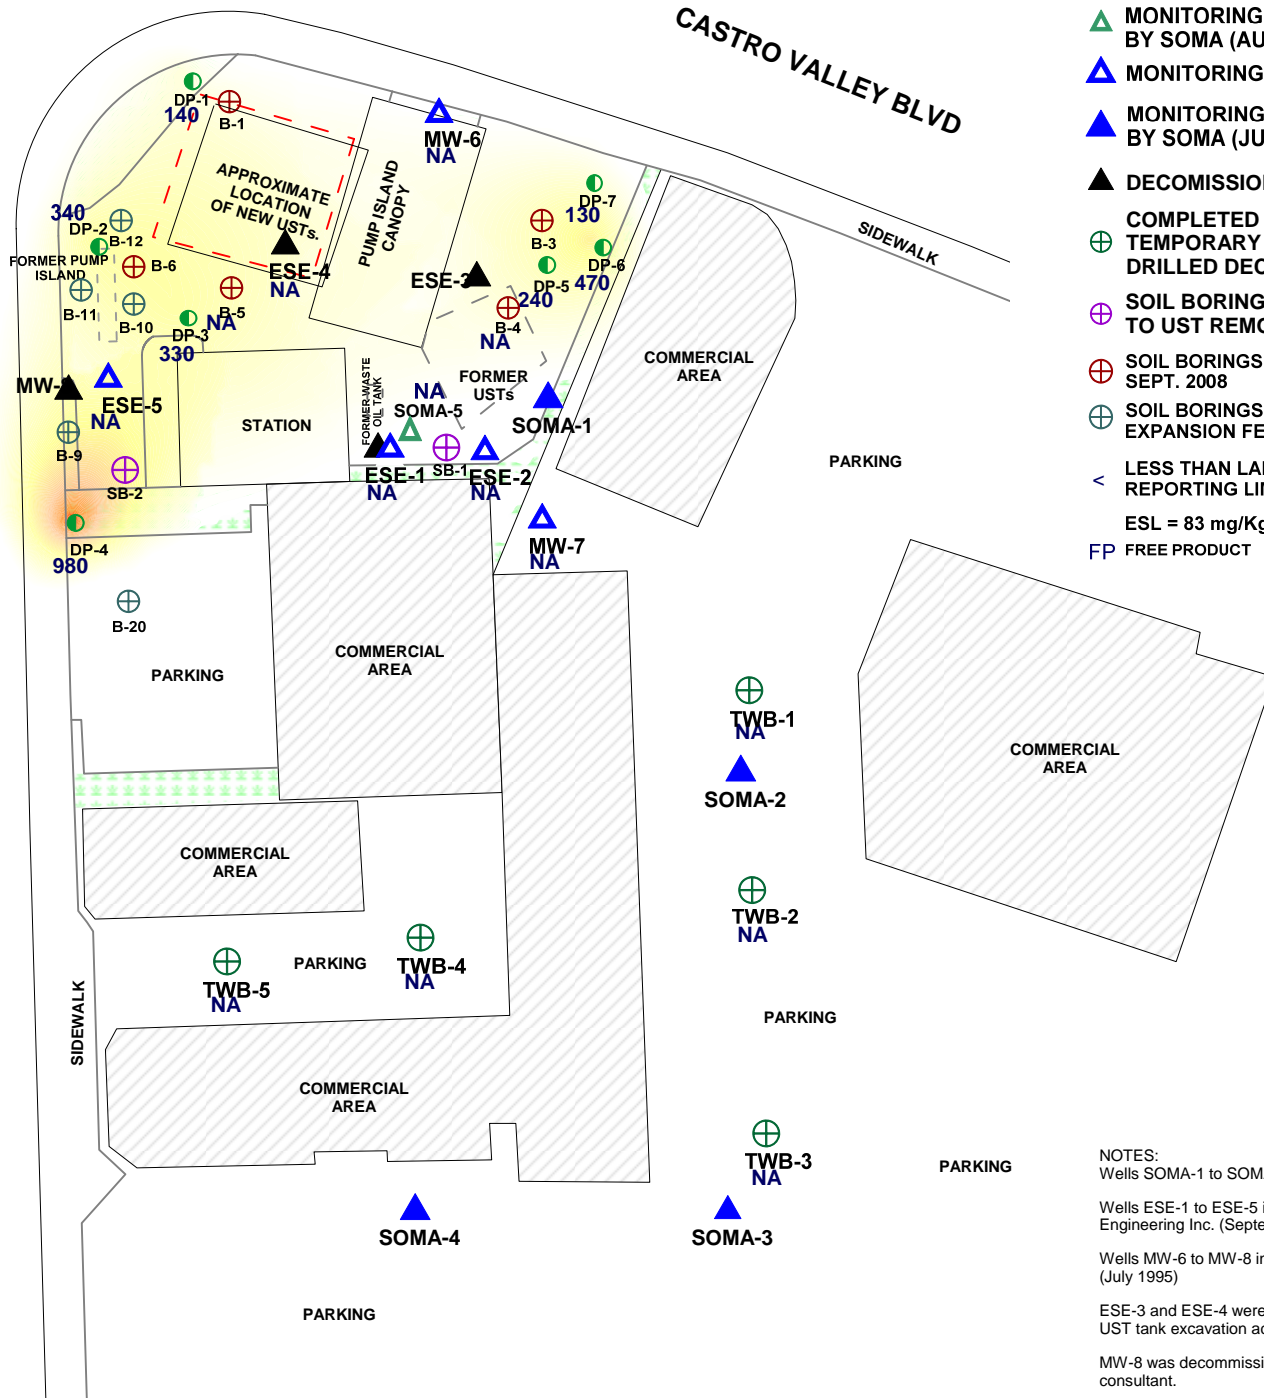 CASTRO VALLEY BLVD
SIDEWALK
DP-1
140
B-1
MW-6
NA
APPROXIMATE
LOCATION
OF NEW USTs.
PUMP ISLAND
CANOPY
DP-7
130
B-3
DP-6
470
DP-5
240
340
DP-2
B-12
FORMER PUMP
ISLAND
B-6
B-11
B-10
B-5
NA
DP-3
330
ESE-4
NA
ESE-3
B-4
NA
FORMER
USTs
COMMERCIAL
AREA
MW-
ESE-5
NA
STATION
FORMER-WASTE
OIL TANK
NA
SOMA-5
SOMA-1
B-9
SB-2
ESE-1
NA
SB-1
ESE-2
NA
PARKING
DP-4
980
MW-7
NA
B-20
PARKING
COMMERCIAL
AREA
TWB-1
NA
SOMA-2
COMMERCIAL
AREA
COMMERCIAL
AREA
TWB-2
NA
TWB-4
NA
TWB-5
NA
PARKING
PARKING
SIDEWALK
COMMERCIAL
AREA
TWB-3
NA
PARKING
SOMA-4
SOMA-3
PARKING
MONITORING
BY SOMA (AU
MONITORING
MONITORING
BY SOMA (JU
DECOMISSION
COMPLETED
TEMPORARY
DRILLED DEC
SOIL BORING
TO UST REMO
SOIL BORINGS
SEPT. 2008
SOIL BORINGS
EXPANSION FE
< LESS THAN LA
REPORTING LI
ESL = 83 mg/Kg
FP FREE PRODUCT
NOTES:
Wells SOMA-1 to SOMA
Wells ESE-1 to ESE-5 i
Engineering Inc. (Septe
Wells MW-6 to MW-8 in
(July 1995)
ESE-3 and ESE-4 were
UST tank excavation ac
MW-8 was decommissi
consultant.